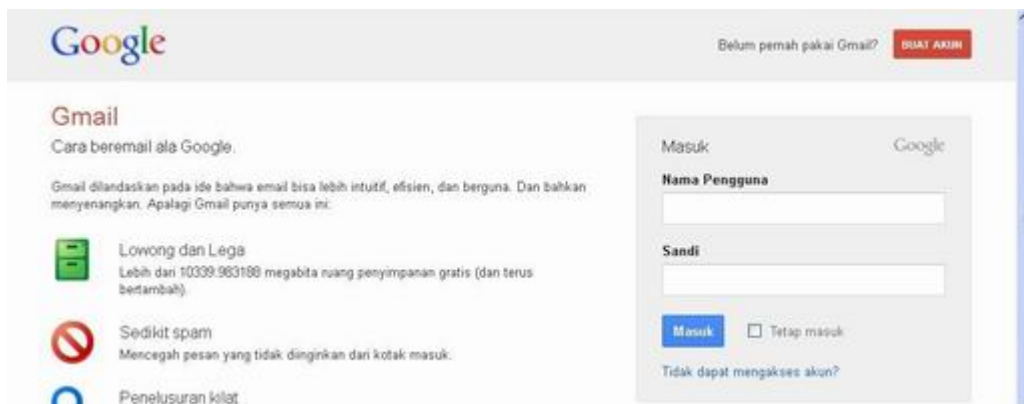 Google
Belum pernah pakai Gmail?
BUAT AKUN
Gmail
Cara beremail ala Google.
Gmail dilandaskan pada ide bahwa email bisa lebih intuitif, efisien, dan berguna. Dan bahkan
menyenangkan. Apalagi Gmail punya semua ini:
Lowong dan Lega
Lebih dari 10339.983188 megabita ruang penyimpanan gratis (dan terus
bertambah).
Sedikit spam
Mencegah pesan yang tidak diinginkan dari kotak masuk.
Penelusuran kilat
Masuk
Google
Nama Pengguna
Sandi
Masuk
Tetap masuk
Tidak dapat mengakses akun?